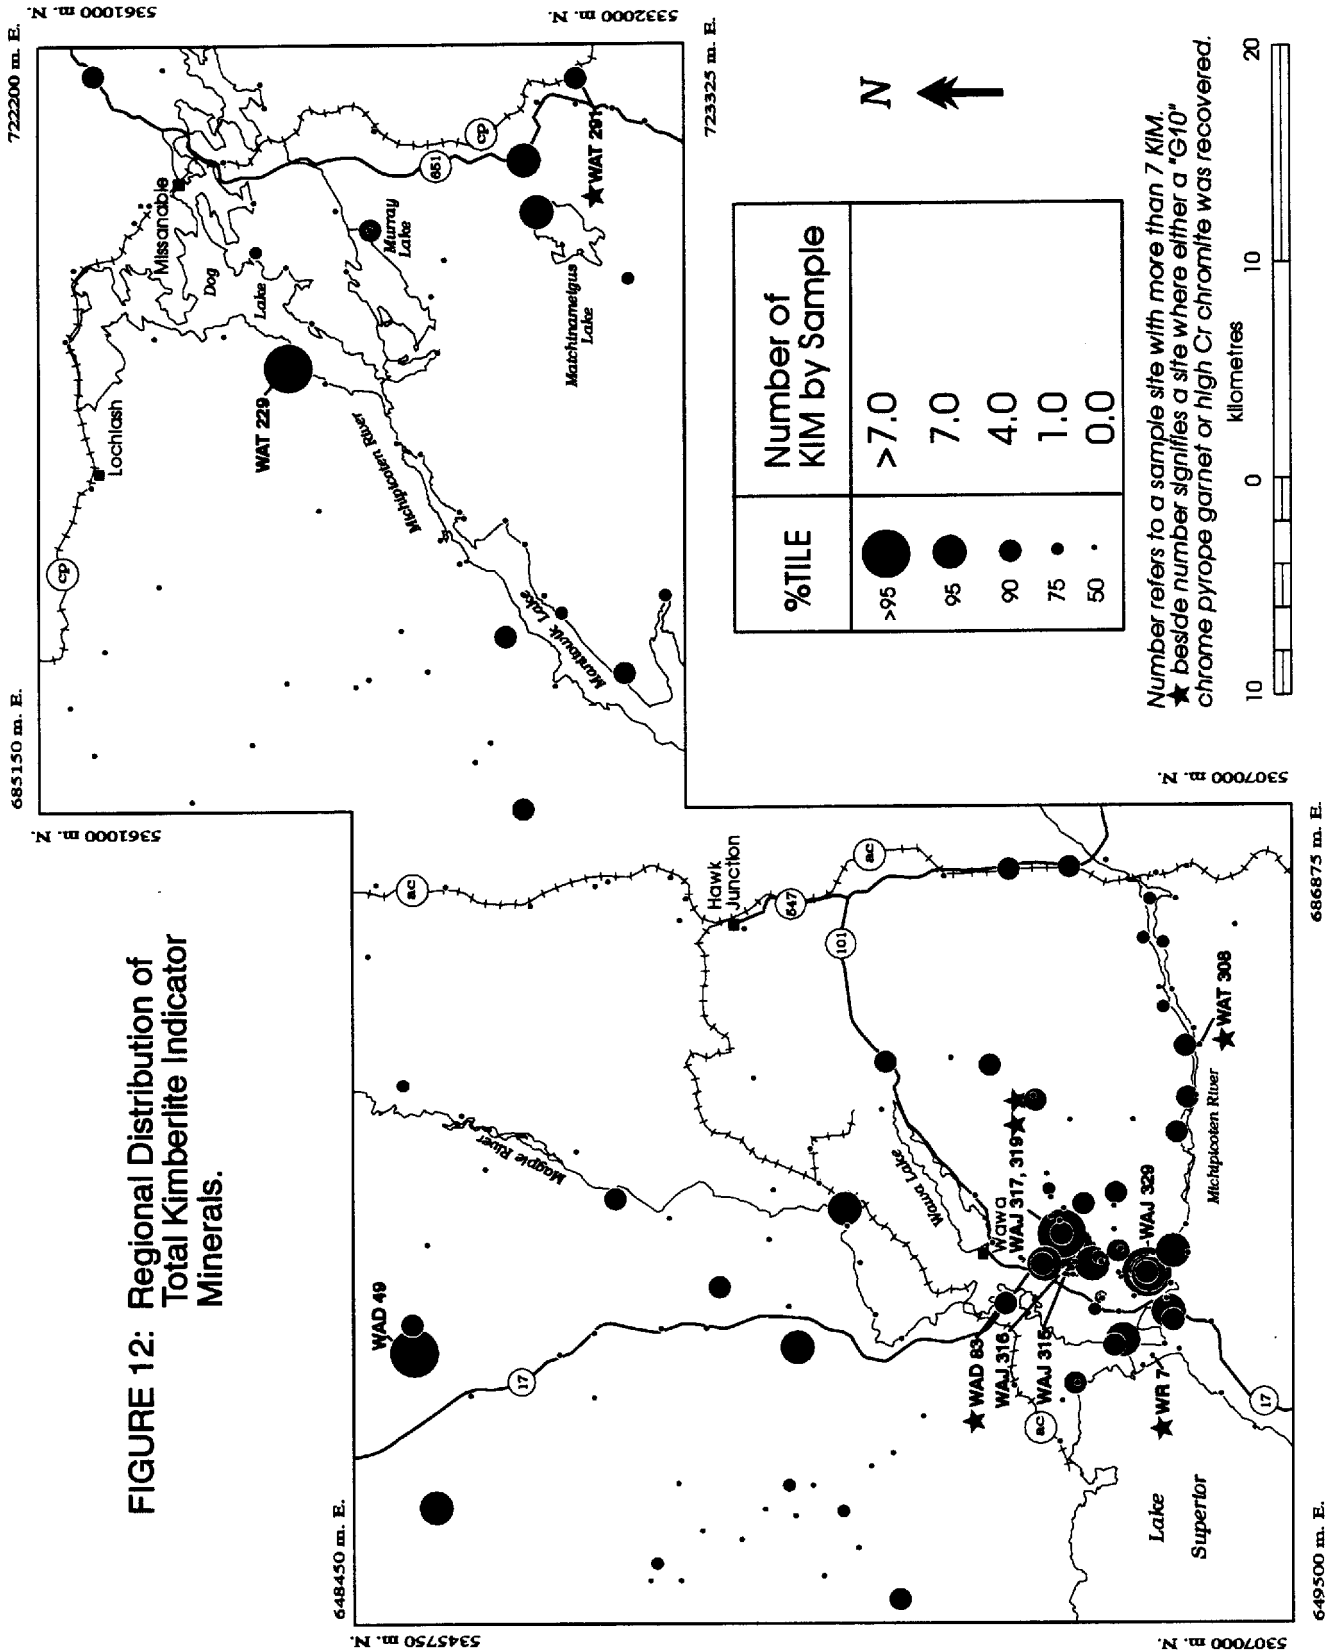 FIGURE 12: Regional Distribution of
Total Kimberlite Indicator
Minerals.
685150 m. E.
722200 m. E.
5361000 m. N.
5361000 m. N.
5332000 m. N.
723325 m. E.
cp
Lochlash
Missanabie
Dog
Lake
WAT 229
Michipicoten River
Murray
Lake
651
cp
Matchinameigus
Lake
WAT 291
Manitowik Lake
648450 m. E.
5345750 m. N.
5307000 m. N.
5307000 m. N.
649500 m. E.
686875 m. E.
ac
WAD 49
17
Magpie River
Hawk
Junction
547
ac
101
Wawa Lake
Wawa
WAJ 317, 319
WAD 83
WAJ 316
WAJ 315
WAJ 329
WR 7
ac
17
WAT 308
Michipicoten River
Lake
Superior
%TILE
Number of
KIM by Sample
>95 >7.0
95 7.0
90 4.0
75 1.0
50 0.0
N
Number refers to a sample site with more than 7 KIM.
★ beside number signifies a site where either a "G10"
chrome pyrope garnet or high Cr chromite was recovered.
10 0 10 20
kilometres